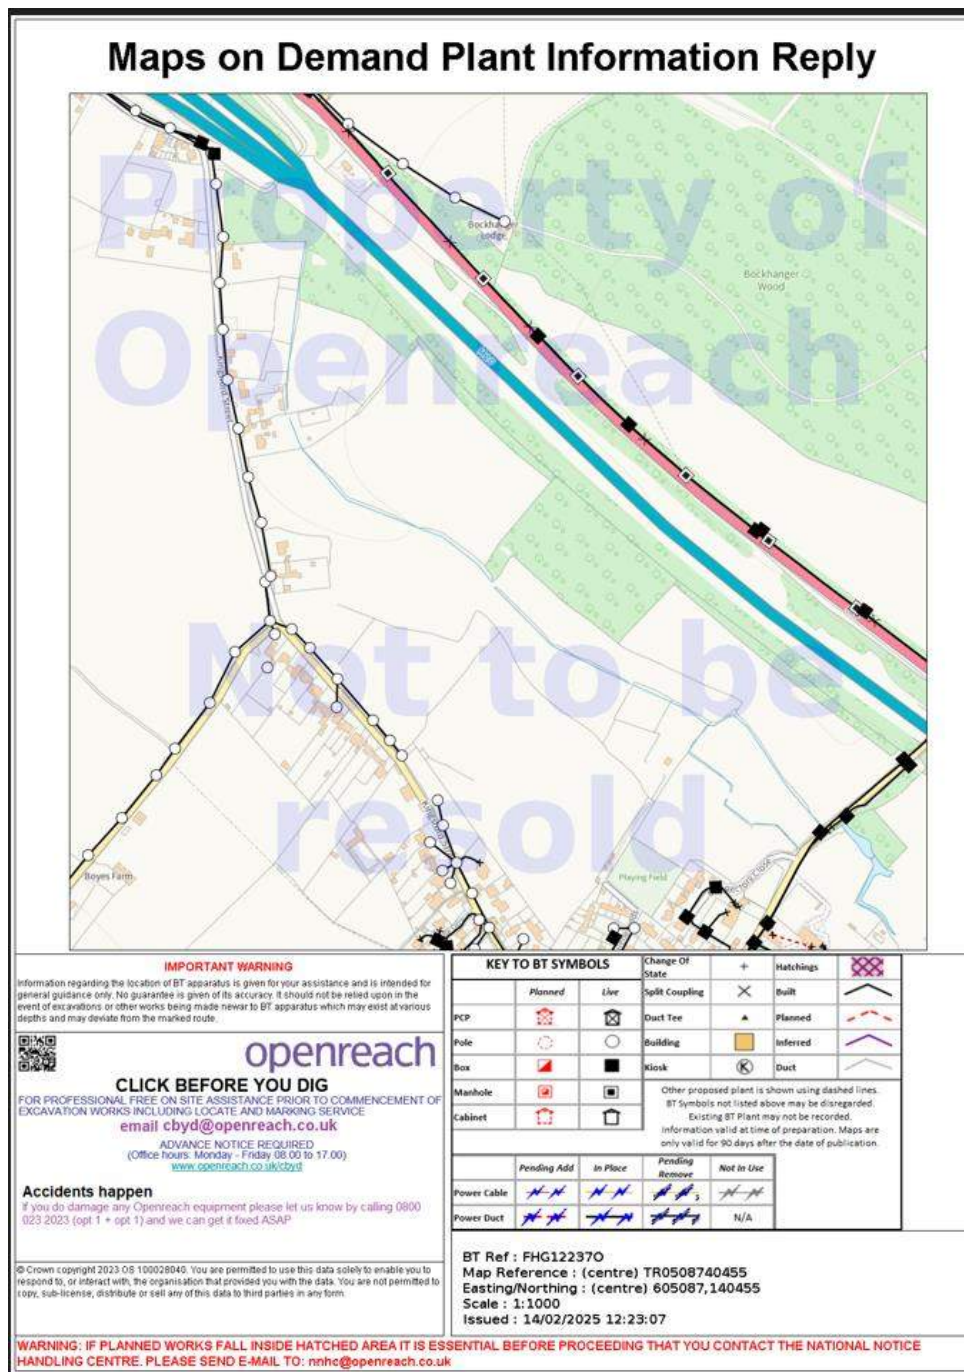 Maps on Demand Plant Information Reply
Property of
Openreach
Not to be
resold
Bockhanger
Lodge
Bockhanger
Wood
Kingsford Street
Kingsford St
Boyes Farm
Playing Field
Rectory Close
IMPORTANT WARNING
Information regarding the location of BT apparatus is given for your assistance and is intended for
general guidance only. No guarantee is given of its accuracy. It should not be relied upon in the
event of excavations or other works being made newar to BT apparatus which may exist at various
depths and may deviate from the marked route.
openreach
CLICK BEFORE YOU DIG
FOR PROFESSIONAL FREE ON SITE ASSISTANCE PRIOR TO COMMENCEMENT OF
EXCAVATION WORKS INCLUDING LOCATE AND MARKING SERVICE
email cbyd@openreach.co.uk
ADVANCE NOTICE REQUIRED
(Office hours: Monday - Friday 08.00 to 17.00)
www.openreach.co.uk/cbyd
Accidents happen
If you do damage any Openreach equipment please let us know by calling 0800
023 2023 (opt 1 + opt 1) and we can get it fixed ASAP
© Crown copyright 2023 OS 100028040. You are permitted to use this data solely to enable you to
respond to, or interact with, the organisation that provided you with the data. You are not permitted to
copy, sub-license, distribute or sell any of this data to third parties in any form.
KEY TO BT SYMBOLS Change Of State + Hatchings
Planned Live Split Coupling Built
PCP Duct Tee Planned
Pole Building Inferred
Box Kiosk K Duct
Manhole
Cabinet
Other proposed plant is shown using dashed lines.
BT Symbols not listed above may be disregarded.
Existing BT Plant may not be recorded.
Information valid at time of preparation. Maps are
only valid for 90 days after the date of publication.
Pending Add In Place Pending Remove Not In Use
Power Cable
Power Duct N/A
BT Ref : FHG12237O
Map Reference : (centre) TR0508740455
Easting/Northing : (centre) 605087,140455
Scale : 1:1000
Issued : 14/02/2025 12:23:07
WARNING: IF PLANNED WORKS FALL INSIDE HATCHED AREA IT IS ESSENTIAL BEFORE PROCEEDING THAT YOU CONTACT THE NATIONAL NOTICE
HANDLING CENTRE. PLEASE SEND E-MAIL TO: nnhc@openreach.co.uk